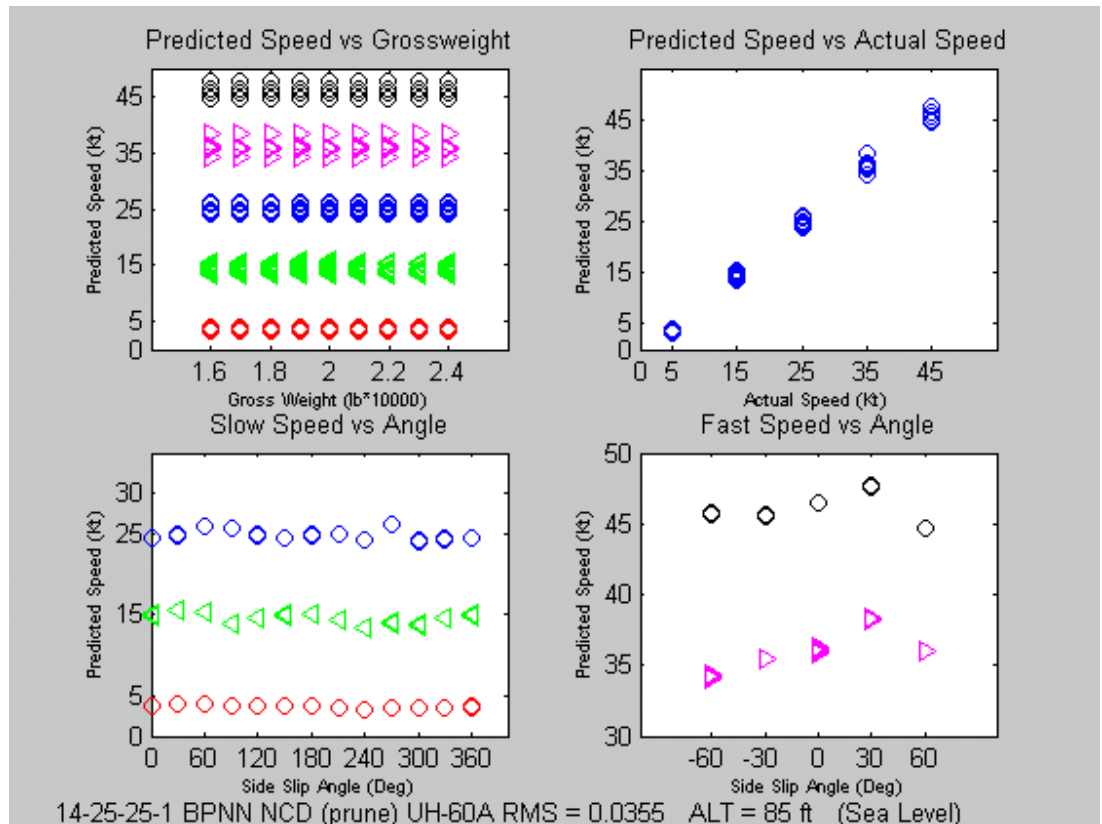 Predicted Speed vs Grossweight
Predicted Speed (Kt)
45
35
25
15
5
0
1.6 1.8 2 2.2 2.4
Gross Weight (lb*10000)
Predicted Speed vs Actual Speed
Predicted Speed (Kt)
45
35
25
15
5
0
0 5 15 25 35 45
Actual Speed (Kt)
Slow Speed vs Angle
Predicted Speed (Kt)
30
25
15
5
0
0 60 120 180 240 300 360
Side Slip Angle (Deg)
Fast Speed vs Angle
Predicted Speed (Kt)
50
45
40
35
30
-60 -30 0 30 60
Side Slip Angle (Deg)
14-25-25-1 BPNN NCD (prune) UH-60A RMS = 0.0355 ALT = 85 ft (Sea Level)